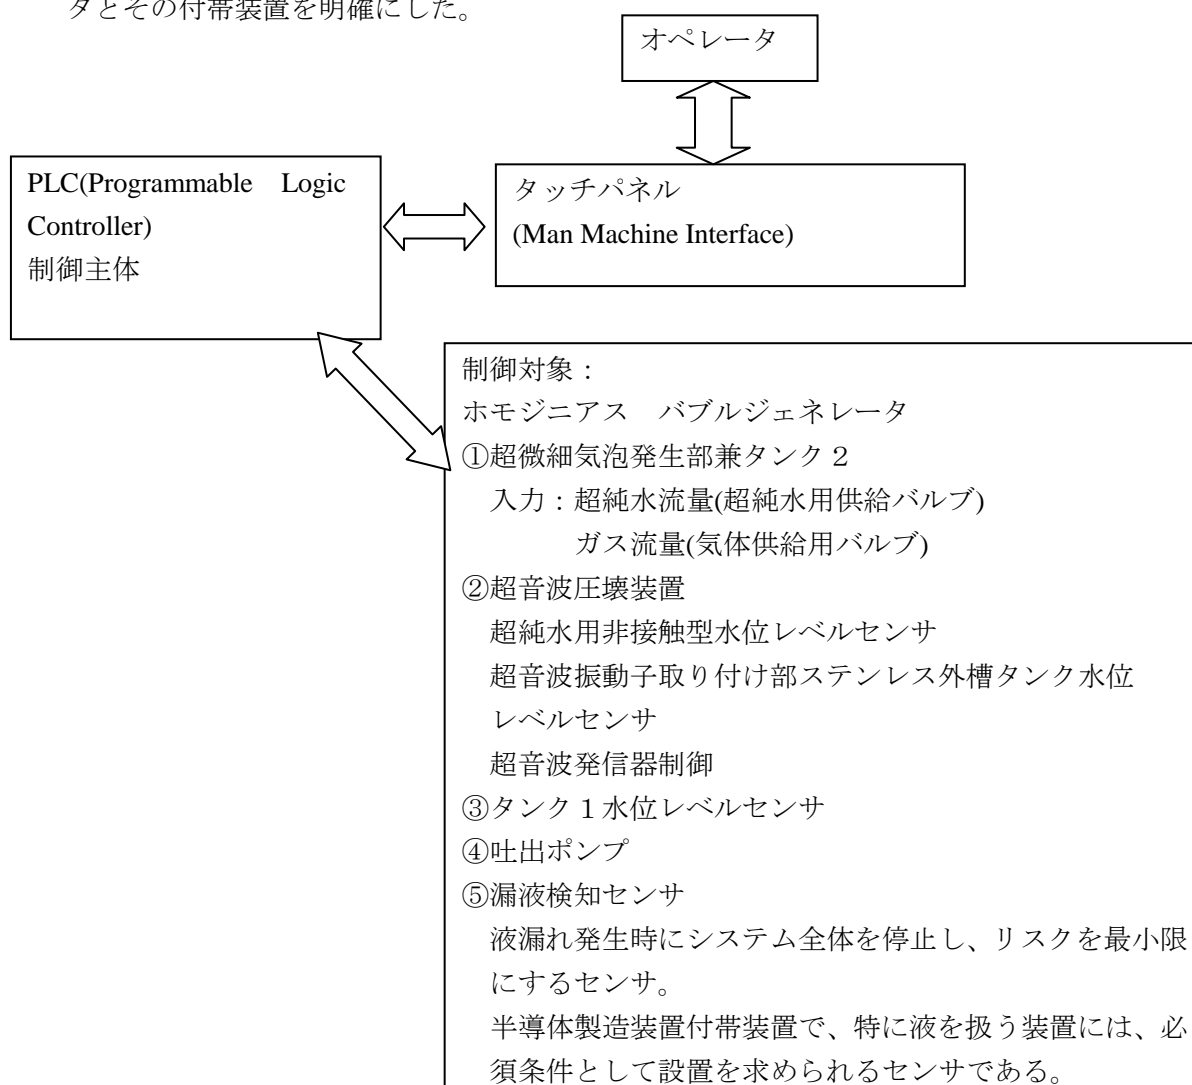 タとその付帯装置を明確にした。
オペレータ
PLC(Programmable Logic
Controller)
制御主体
タッチパネル
(Man Machine Interface)
制御対象：
ホモジニアス　バブルジェネレータ
①超微細気泡発生部兼タンク２
入力：超純水流量(超純水用供給バルブ)
ガス流量(気体供給用バルブ)
②超音波圧壊装置
超純水用非接触型水位レベルセンサ
超音波振動子取り付け部ステンレス外槽タンク水位
レベルセンサ
超音波発信器制御
③タンク１水位レベルセンサ
④吐出ポンプ
⑤漏液検知センサ
液漏れ発生時にシステム全体を停止し、リスクを最小限
にするセンサ。
半導体製造装置付帯装置で、特に液を扱う装置には、必
須条件として設置を求められるセンサである。